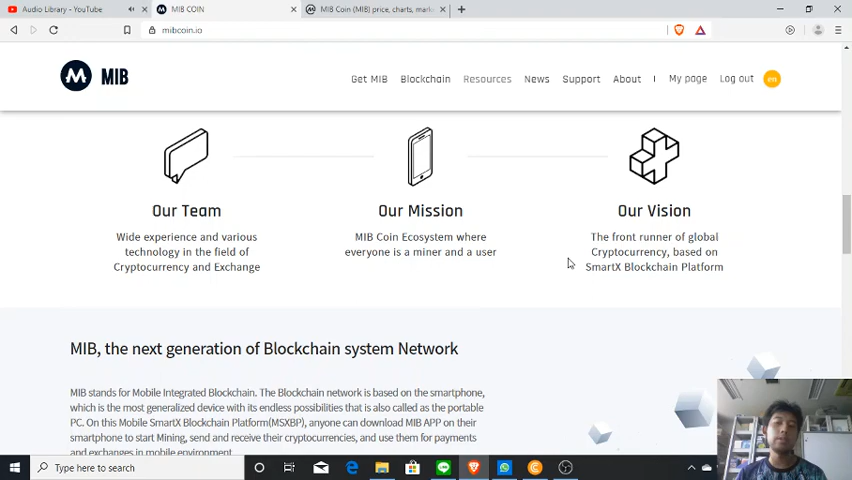 Audio Library - YouTube
MIB COIN
MIB Coin (MIB) price, charts, mark
mibcoin.io
MIB
Get MIB Blockchain Resources News Support About My page Log out en
Our Team
Our Mission
Our Vision
Wide experience and various
technology in the field of
Cryptocurrency and Exchange
MIB Coin Ecosystem where
everyone is a miner and a user
The front runner of global
Cryptocurrency, based on
SmartX Blockchain Platform
MIB, the next generation of Blockchain system Network
MIB stands for Mobile Integrated Blockchain. The Blockchain network is based on the smartphone,
which is the most generalized device with its endless possibilities that is also called as the portable
PC. On this Mobile SmartX Blockchain Platform(MSXBP), anyone can download MIB APP on their
smartphone to start Mining, send and receive their cryptocurrencies, and use them for payments
and exchanges in mobile environment.
Type here to search